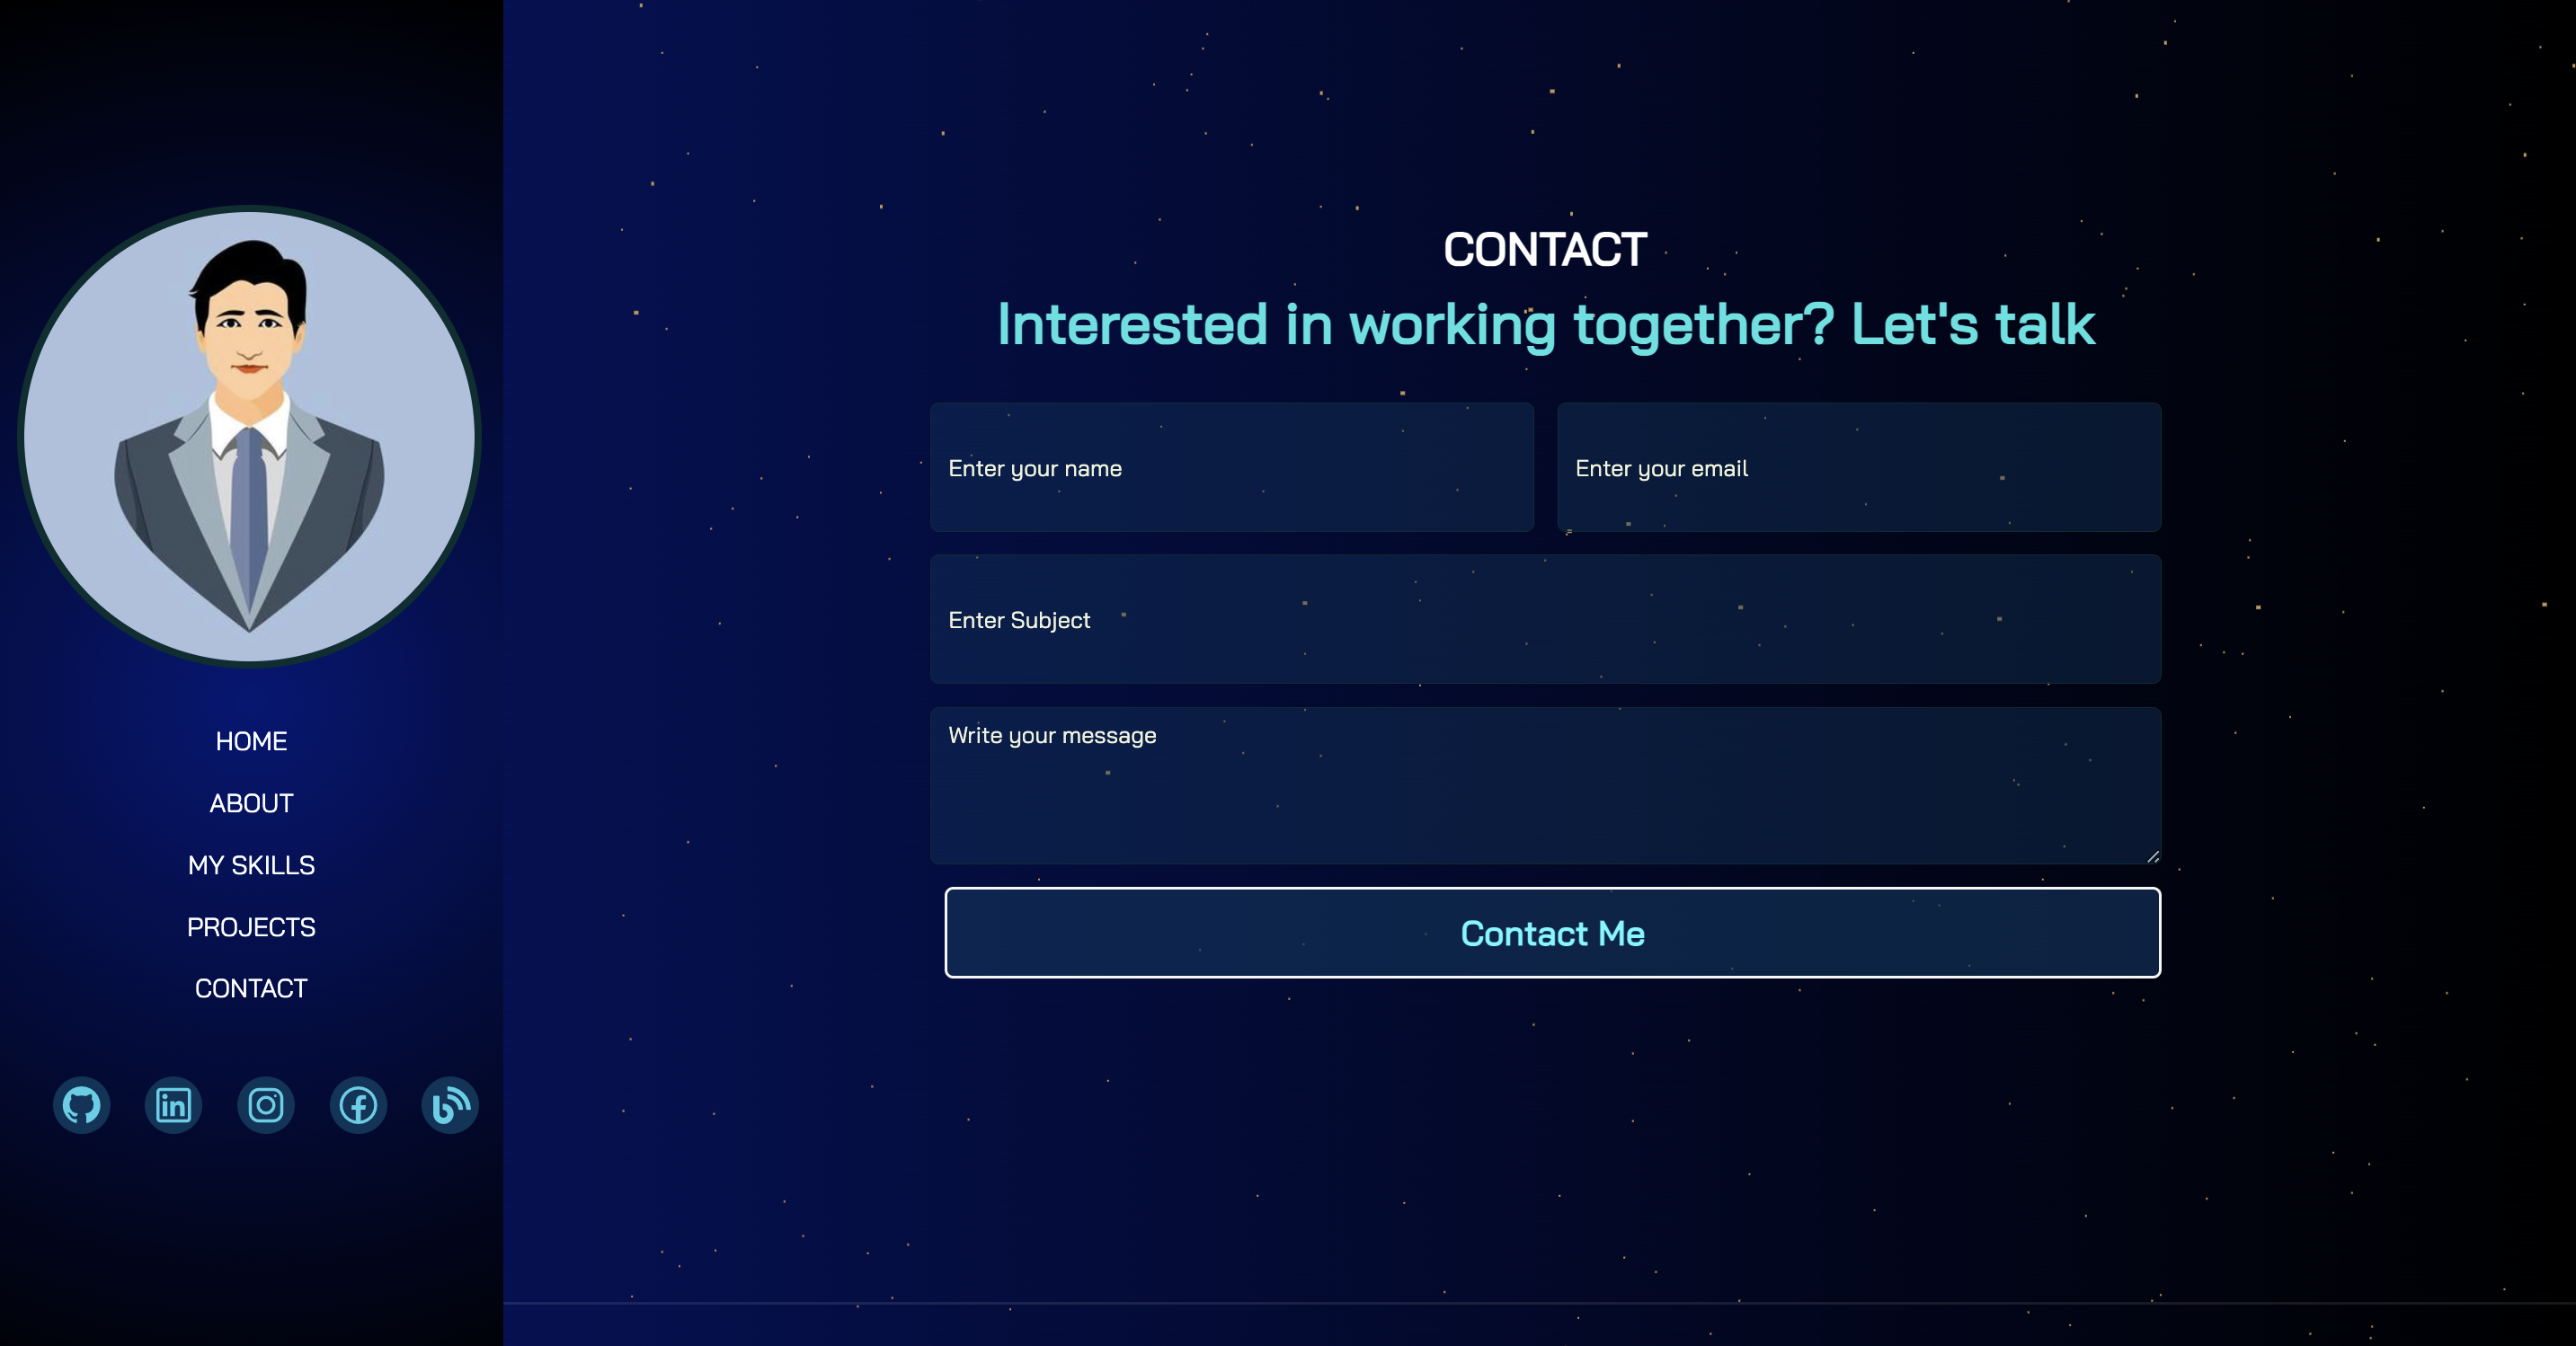 HOME
ABOUT
MY SKILLS
PROJECTS
CONTACT
CONTACT
Interested in working together? Let's talk
Enter your name
Enter your email
Enter Subject
Write your message
Contact Me